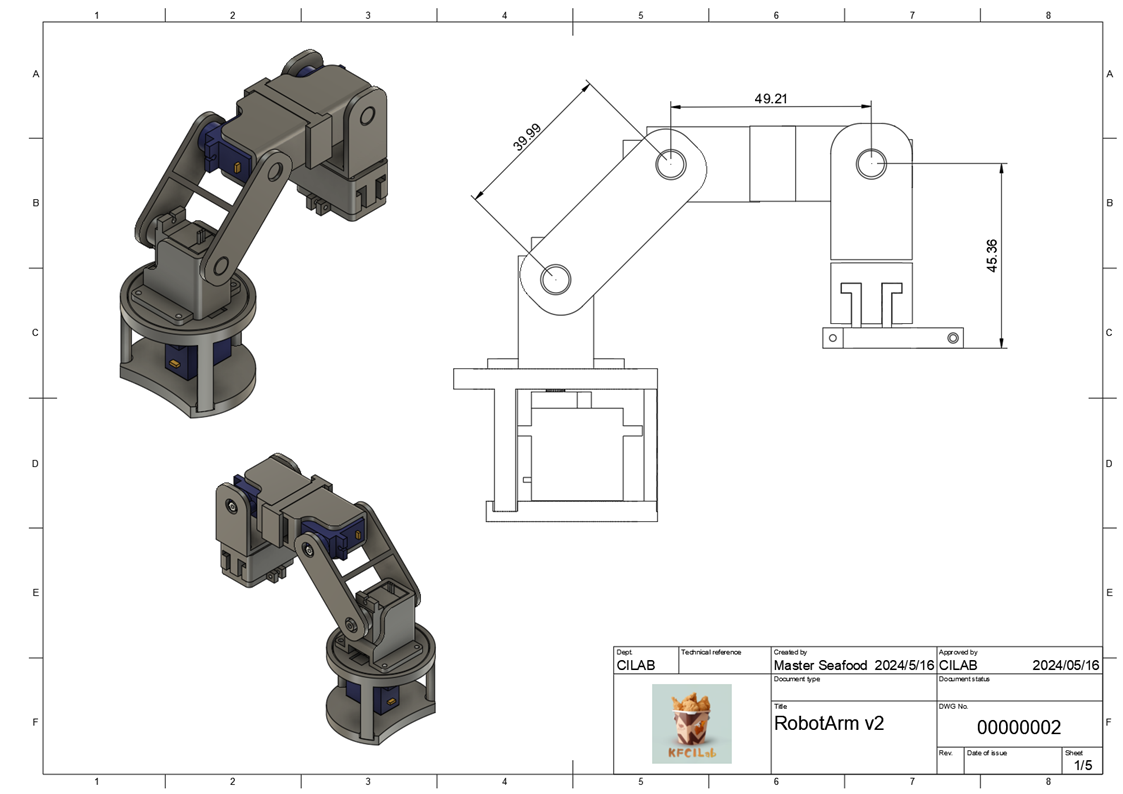 1 2 3 4 5 6 7 8
A A
B B
C C
D D
E E
F F
1 2 3 4 5 6 7 8
39.99
49.21
45.36
Dept. Technical reference Created by Approved by
CILAB Master Seafood 2024/5/16 CILAB 2024/05/16
Document type Document status
Title DWG No.
RobotArm v2 00000002
KFCILab
Rev. Date of issue Sheet
1/5